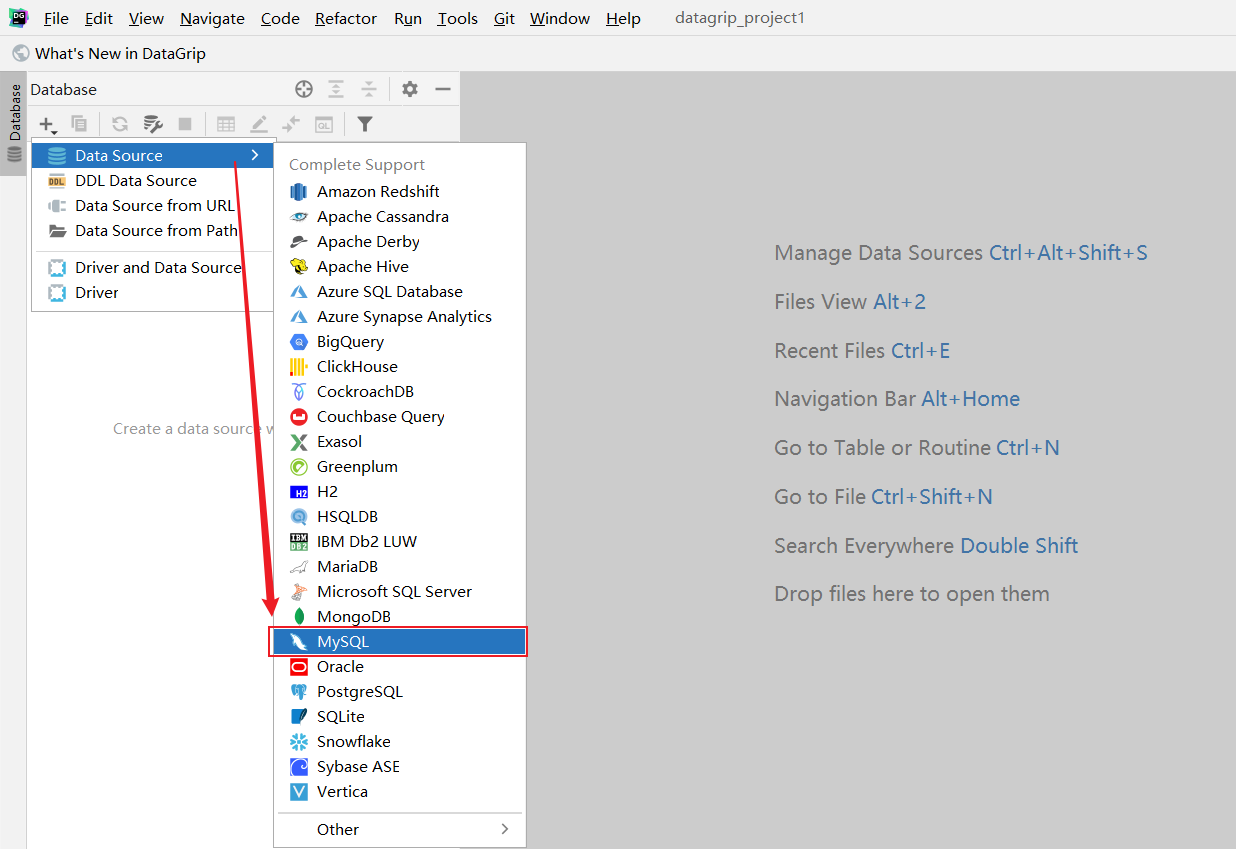 DG
File Edit View Navigate Code Refactor Run Tools Git Window Help datagrip_project1
What's New in DataGrip
Database
Database
QL
Data Source
DDL DDL Data Source
Data Source from URL
Data Source from Path
Driver and Data Source
Driver
Create a data source w
Complete Support
Amazon Redshift
Apache Cassandra
Apache Derby
Apache Hive
Azure SQL Database
Azure Synapse Analytics
BigQuery
ClickHouse
CockroachDB
Couchbase Query
Exasol
Greenplum
H2 H2
HSQLDB
IBM DB2 IBM Db2 LUW
MariaDB
Microsoft SQL Server
MongoDB
MySQL
Oracle
PostgreSQL
SQLite
Snowflake
Sybase ASE
Vertica
Other
Manage Data Sources Ctrl+Alt+Shift+S
Files View Alt+2
Recent Files Ctrl+E
Navigation Bar Alt+Home
Go to Table or Routine Ctrl+N
Go to File Ctrl+Shift+N
Search Everywhere Double Shift
Drop files here to open them